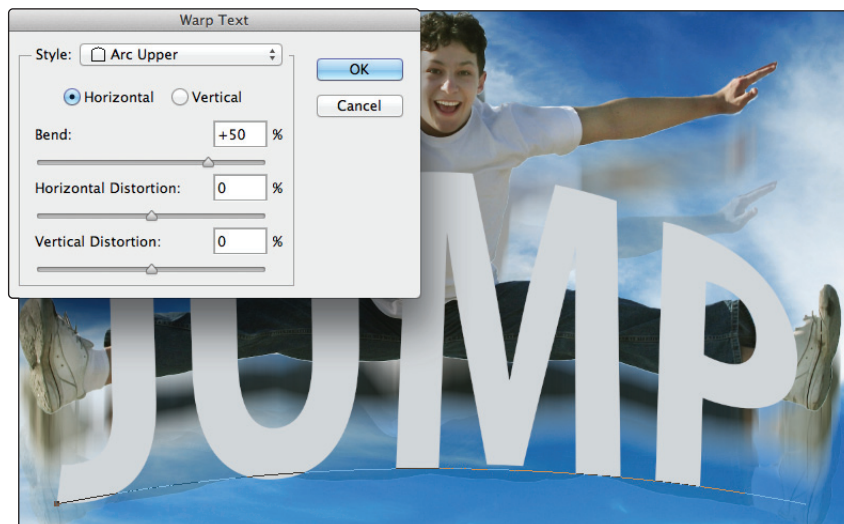 Warp Text
Style: Arc Upper
Horizontal Vertical
OK
Cancel
Bend: +50 %
Horizontal Distortion: 0 %
Vertical Distortion: 0 %
JUMP